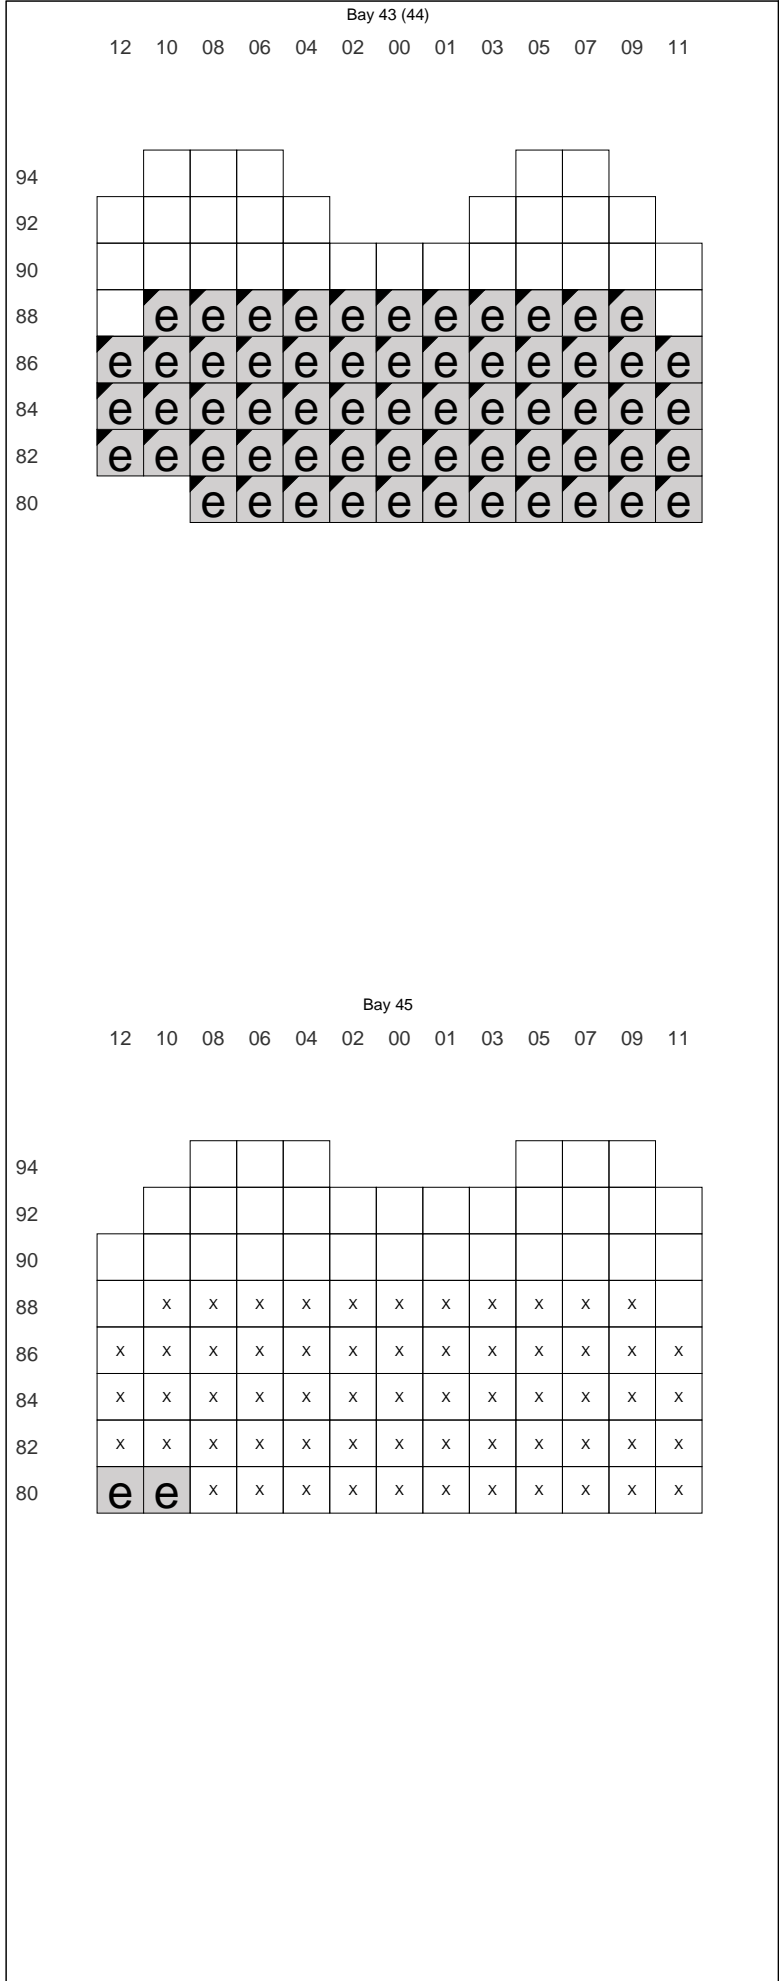 Bay 43 (44)
12 10 08 06 04 02 00 01 03 05 07 09 11
94
92
90
88 e e e e e e e e e e e
86 e e e e e e e e e e e e e
84 e e e e e e e e e e e e e
82 e e e e e e e e e e e e e
80 e e e e e e e e e e e
Bay 45
12 10 08 06 04 02 00 01 03 05 07 09 11
94
92
90
88 x x x x x x x x x x x
86 x x x x x x x x x x x x x
84 x x x x x x x x x x x x x
82 x x x x x x x x x x x x x
80 e e x x x x x x x x x x x